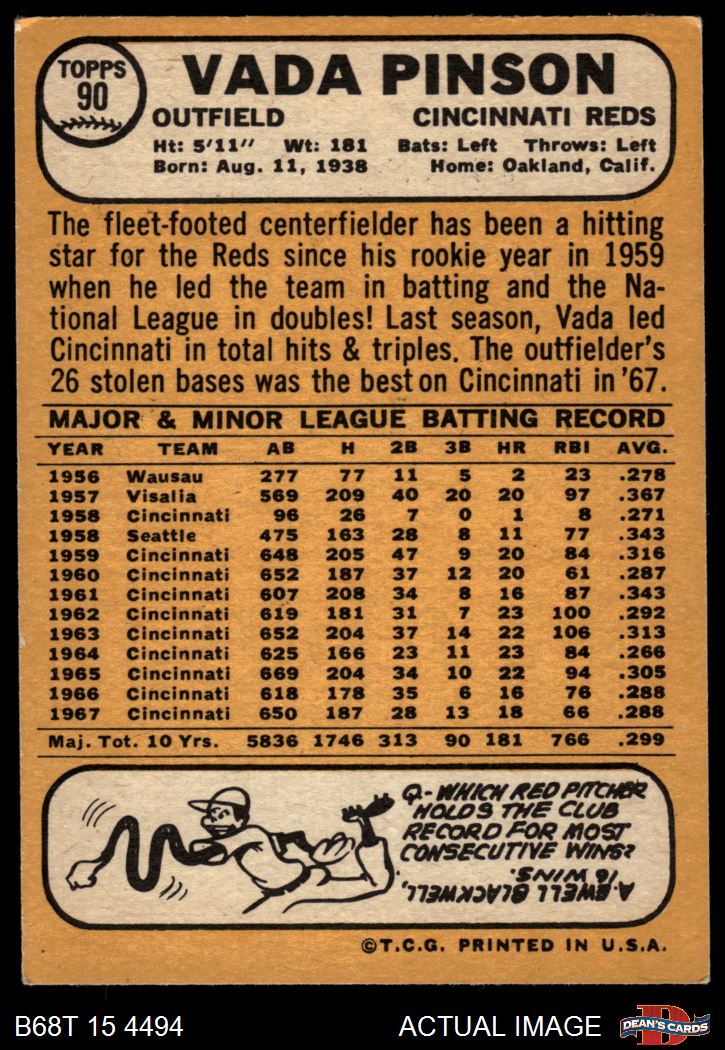 TOPPS
90
VADA PINSON
OUTFIELD CINCINNATI REDS
Ht: 5'11" Wt: 181 Bats: Left Throws: Left
Born: Aug. 11, 1938 Home: Oakland, Calif.
The fleet-footed centerfielder has been a hitting
star for the Reds since his rookie year in 1959
when he led the team in batting and the Na-
tional League in doubles! Last season, Vada led
Cincinnati in total hits & triples. The outfielder's
26 stolen bases was the best on Cincinnati in '67.
MAJOR & MINOR LEAGUE BATTING RECORD
YEAR TEAM AB H 2B 3B HR RBI AVG.
1956 Wausau 277 77 11 5 2 23 .278
1957 Visalia 569 209 40 20 20 97 .367
1958 Cincinnati 96 26 7 0 1 8 .271
1958 Seattle 475 163 28 8 11 77 .343
1959 Cincinnati 648 205 47 9 20 84 .316
1960 Cincinnati 652 187 37 12 20 61 .287
1961 Cincinnati 607 208 34 8 16 87 .343
1962 Cincinnati 619 181 31 7 23 100 .292
1963 Cincinnati 652 204 37 14 22 106 .313
1964 Cincinnati 625 166 23 11 23 84 .266
1965 Cincinnati 669 204 34 10 22 94 .305
1966 Cincinnati 618 178 35 6 16 76 .288
1967 Cincinnati 650 187 28 13 18 66 .288
Maj. Tot. 10 Yrs. 5836 1746 313 90 181 766 .299
Q-WHICH RED PITCHER
HOLDS THE CLUB
RECORD FOR MOST
CONSECUTIVE WINS?
A. EWELL BLACKWELL,
16 WINS.
©T.C.G. PRINTED IN U.S.A.
B68T 15 4494 ACTUAL IMAGE
D
DEAN'S CARDS